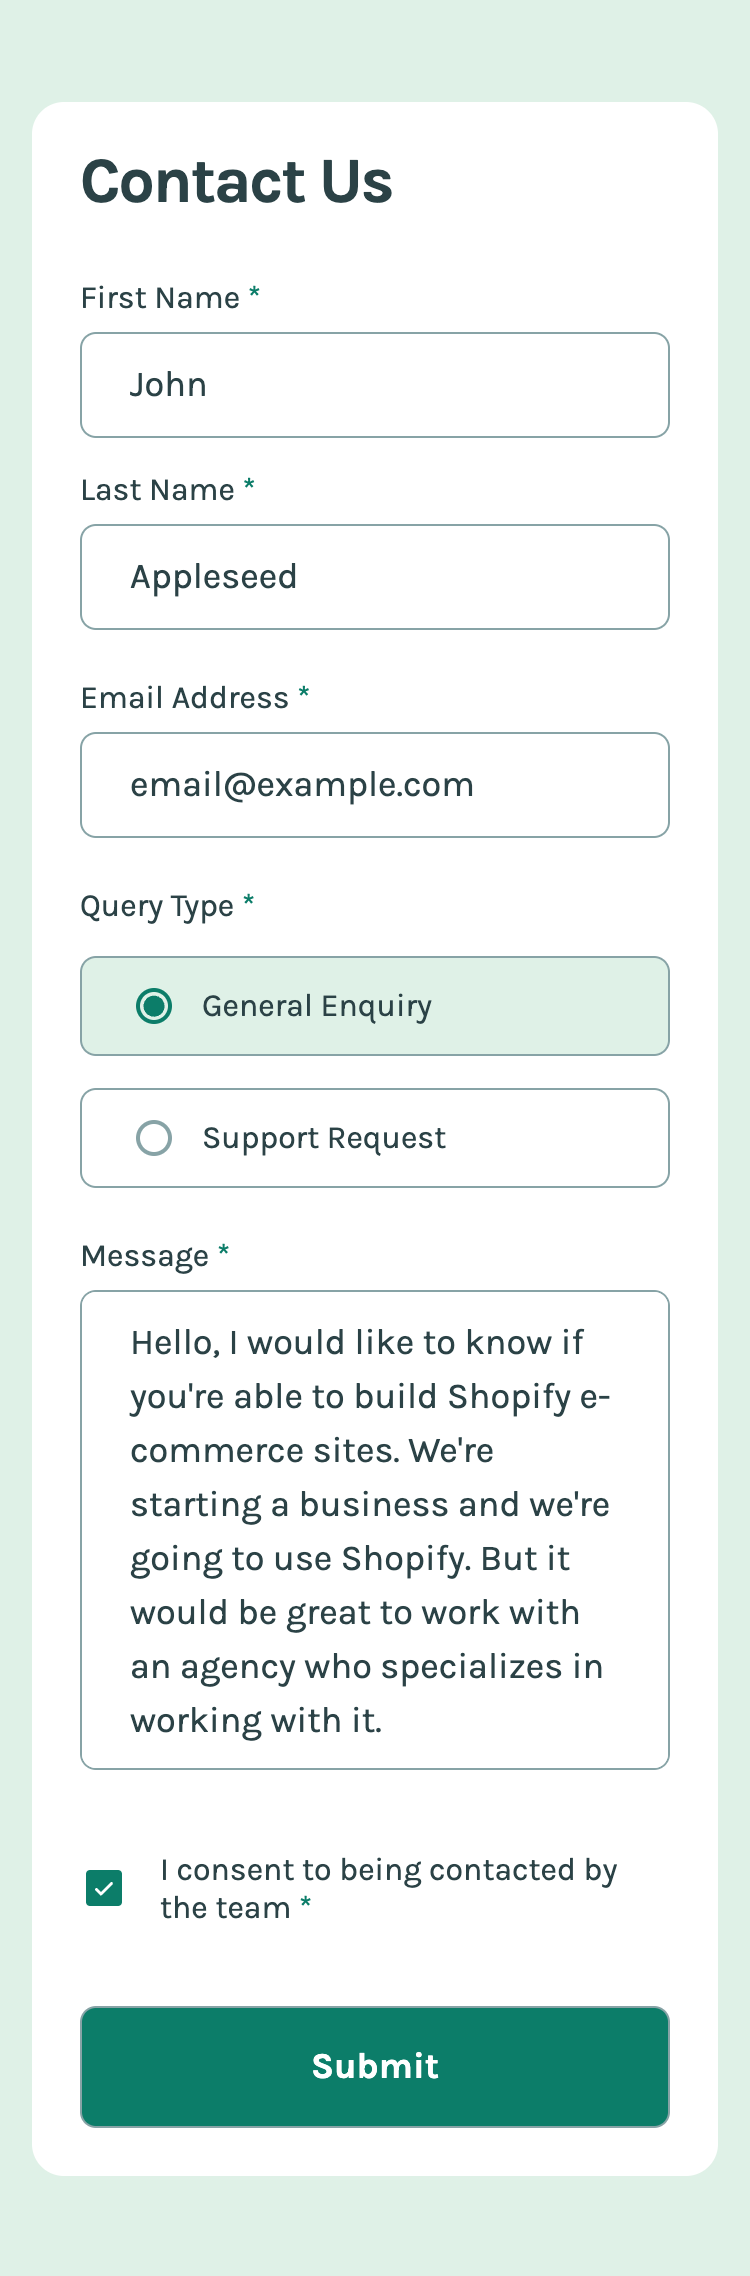 Contact Us
First Name *
John
Last Name *
Appleseed
Email Address *
email@example.com
Query Type *
General Enquiry
Support Request
Message *
Hello, I would like to know if
you're able to build Shopify e-
commerce sites. We're
starting a business and we're
going to use Shopify. But it
would be great to work with
an agency who specializes in
working with it.
I consent to being contacted by
the team *
Submit